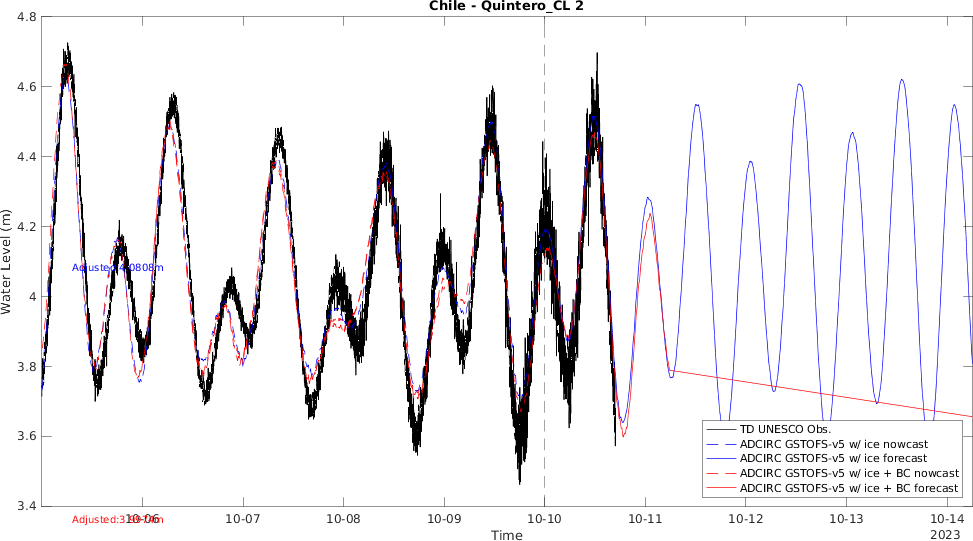 Chile - Quintero_CL 2
Water Level (m)
4.8
4.6
4.4
4.2
4
3.8
3.6
3.4
Adjusted:4.0808m
TD UNESCO Obs.
ADCIRC GSTOFS-v5 w/ ice nowcast
ADCIRC GSTOFS-v5 w/ ice forecast
ADCIRC GSTOFS-v5 w/ ice + BC nowcast
ADCIRC GSTOFS-v5 w/ ice + BC forecast
10-06 10-07 10-08 10-09 10-10 10-11 10-12 10-13 10-14
2023
Time